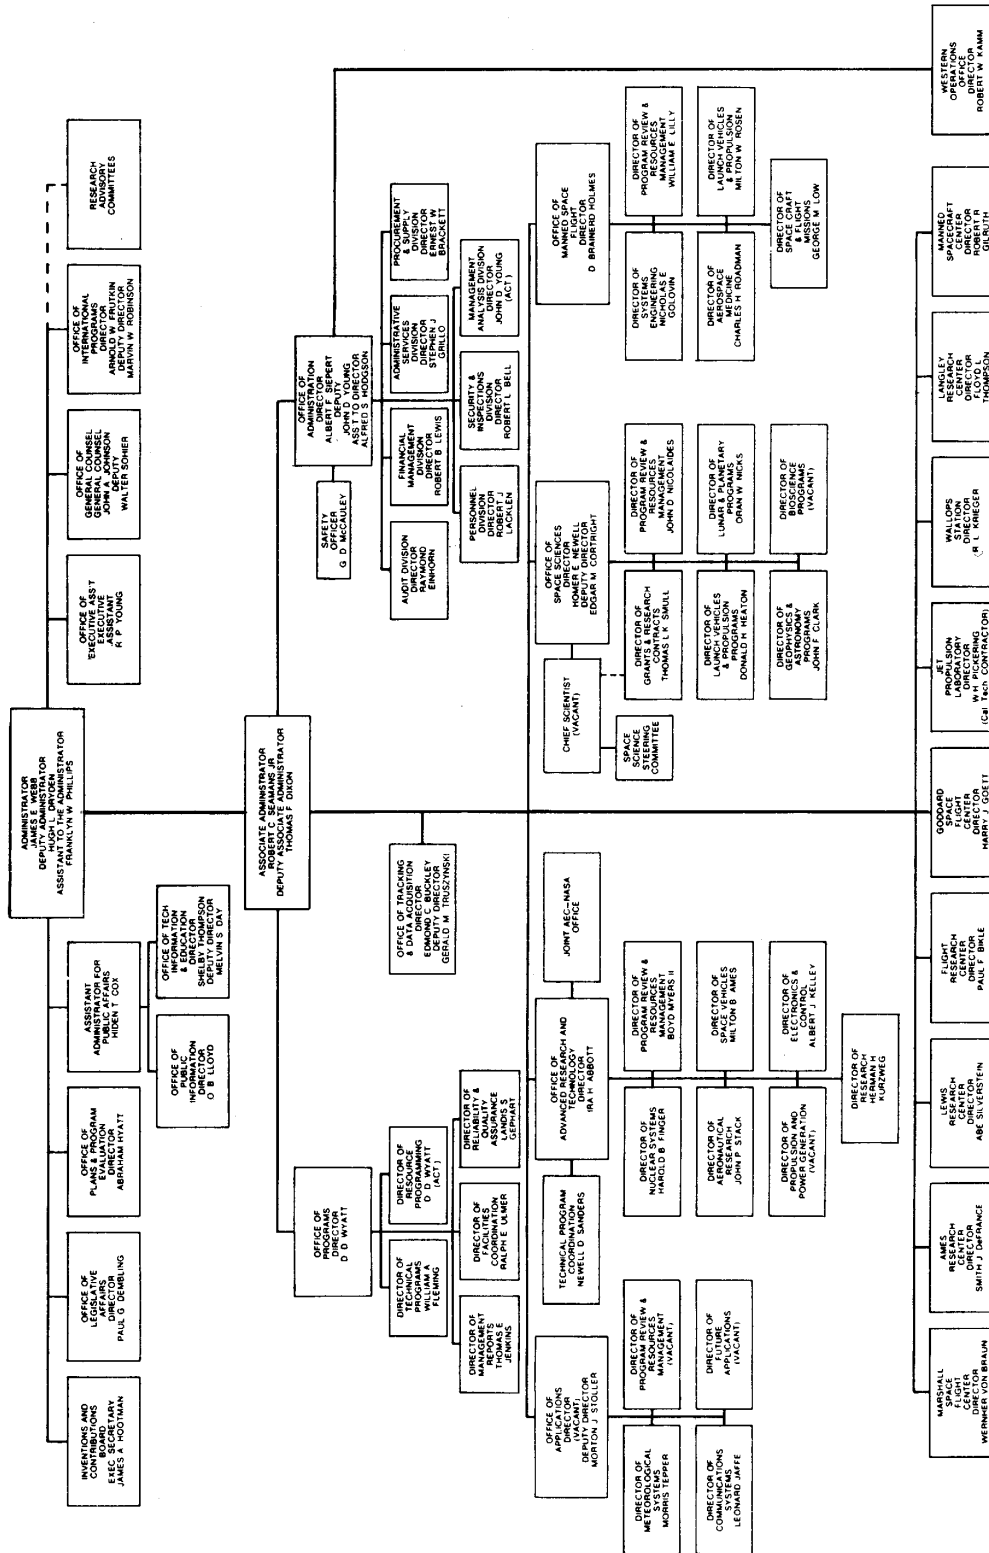 ADMINISTRATOR
JAMES E. WEBB
DEPUTY ADMINISTRATOR
HUGH L. DRYDEN
ASSISTANT TO THE ADMINISTRATOR
FRANKLYN W. PHILLIPS
INVENTIONS AND
CONTRIBUTIONS
BOARD
EXEC. SECRETARY
JAMES A. HOOTMAN
OFFICE OF
LEGISLATIVE
AFFAIRS
DIRECTOR
PAUL G. DEMBLING
OFFICE OF
PLANS & PROGRAM
EVALUATION
DIRECTOR
ABRAHAM HYATT
ASSISTANT
ADMINISTRATOR FOR
PUBLIC AFFAIRS
HIDEN T. COX
OFFICE OF
EXECUTIVE ASS'T
EXECUTIVE
ASSISTANT
R P YOUNG
OFFICE OF
GENERAL COUNSEL
GENERAL COUNSEL
JOHN A JOHNSON
DEPUTY
WALTER SOHIER
OFFICE OF
INTERNATIONAL
PROGRAMS
DIRECTOR
ARNOLD W. FRUTKIN
DEPUTY DIRECTOR
MARVIN W. ROBINSON
RESEARCH
ADVISORY
COMMITTEES
OFFICE OF
PUBLIC
INFORMATION
DIRECTOR
O B LLOYD
OFFICE OF TECH
INFORMATION
& EDUCATION
DIRECTOR
SHELBY THOMPSON
DEPUTY DIRECTOR
MELVIN S DAY
ASSOCIATE ADMINISTRATOR
ROBERT C. SEAMANS JR
DEPUTY ASSOCIATE ADMINISTRATOR
THOMAS F. DIXON
OFFICE OF
PROGRAMS
DIRECTOR
D D WYATT
OFFICE OF
ADMINISTRATION
DIRECTOR
ALBERT F. SIEPERT
DEPUTY
JOHN D YOUNG
ASS'T TO DIRECTOR
ALFRED S HODGSON
SAFETY
OFFICER
G D McCAULEY
DIRECTOR OF
TECHNICAL
PROGRAMS
WILLIAM A
FLEMING
DIRECTOR OF
RESOURCE
PROGRAMMING
D D WYATT
(ACT)
DIRECTOR OF
MANAGEMENT
REPORTS
THOMAS E
JENKINS
DIRECTOR OF
FACILITIES
COORDINATION
RALPH E ULMER
DIRECTOR OF
RELIABILITY &
QUALITY
ASSURANCE
LANDIS S
GEPHART
OFFICE OF TRACKING
& DATA ACQUISITION
DIRECTOR
EDMOND C BUCKLEY
DEPUTY DIRECTOR
GERALD M TRUSZYNSKI
AUDIT DIVISION
DIRECTOR
RAYMOND
EINHORN
FINANCIAL
MANAGEMENT
DIVISION
DIRECTOR
ROBERT B LEWIS
ADMINISTRATIVE
SERVICES
DIVISION
DIRECTOR
STEPHEN J
GRILLO
PROCUREMENT
& SUPPLY
DIVISION
DIRECTOR
ERNEST W
BRACKETT
PERSONNEL
DIVISION
DIRECTOR
ROBERT J
LACKLEN
SECURITY &
INSPECTIONS
DIVISION
DIRECTOR
ROBERT L BELL
MANAGEMENT
ANALYSIS DIVISION
DIRECTOR
JOHN D YOUNG
(ACT)
OFFICE OF
APPLICATIONS
DIRECTOR
(VACANT)
DEPUTY DIRECTOR
MORTON J STOLLER
DIRECTOR OF
METEOROLOGICAL
SYSTEMS
MORRIS TEPPER
DIRECTOR OF
PROGRAM REVIEW &
RESOURCES
MANAGEMENT
(VACANT)
DIRECTOR OF
COMMUNICATIONS
SYSTEMS
LEONARD JAFFE
DIRECTOR OF
FUTURE
APPLICATIONS
(VACANT)
TECHNICAL PROGRAM
COORDINATION
NEWELL D SANDERS
OFFICE OF
ADVANCED RESEARCH AND
TECHNOLOGY
DIRECTOR
IRA H ABBOTT
JOINT AEC-NASA
OFFICE
DIRECTOR OF
NUCLEAR SYSTEMS
HAROLD B FINGER
DIRECTOR OF
PROGRAM REVIEW &
RESOURCES
MANAGEMENT
BOYD MYERS II
DIRECTOR OF
AERONAUTICAL
RESEARCH
JOHN P STACK
DIRECTOR OF
SPACE VEHICLES
MILTON B AMES
DIRECTOR OF
PROPULSION AND
POWER GENERATION
(VACANT)
DIRECTOR OF
ELECTRONICS &
CONTROL
ALBERT J KELLEY
DIRECTOR OF
RESEARCH
HERMAN H
KURZWEG
CHIEF SCIENTIST
(VACANT)
SPACE
SCIENCE
STEERING
COMMITTEE
OFFICE OF
SPACE SCIENCES
DIRECTOR
HOMER E NEWELL
DEPUTY DIRECTOR
EDGAR M CORTRIGHT
DIRECTOR OF
GRANTS & RESEARCH
CONTRACTS
THOMAS L K SMULL
DIRECTOR OF
PROGRAM REVIEW &
RESOURCES
MANAGEMENT
JOHN D NICOLAIDES
DIRECTOR OF
LAUNCH VEHICLES
& PROPULSION
PROGRAMS
DONALD H HEATON
DIRECTOR OF
LUNAR & PLANETARY
PROGRAMS
ORAN W NICKS
DIRECTOR OF
GEOPHYSICS &
ASTRONOMY
PROGRAMS
JOHN F CLARK
DIRECTOR OF
BIOSCIENCE
PROGRAMS
(VACANT)
OFFICE OF
MANNED SPACE
FLIGHT
DIRECTOR
D BRAINERD HOLMES
DIRECTOR OF
SYSTEMS
ENGINEERING
NICHOLAS E
GOLOVIN
DIRECTOR OF
PROGRAM REVIEW &
RESOURCES
MANAGEMENT
WILLIAM E LILLY
DIRECTOR OF
AEROSPACE
MEDICINE
CHARLES H ROADMAN
DIRECTOR OF
LAUNCH VEHICLES
& PROPULSION
MILTON W ROSEN
DIRECTOR OF
SPACE CRAFT
& FLIGHT
MISSIONS
GEORGE M LOW
MARSHALL
SPACE
FLIGHT
CENTER
DIRECTOR
WERNHER VON BRAUN
AMES
RESEARCH
CENTER
DIRECTOR
SMITH J DeFRANCE
LEWIS
RESEARCH
CENTER
DIRECTOR
ABE SILVERSTEIN
FLIGHT
RESEARCH
CENTER
DIRECTOR
PAUL F BIKLE
GODDARD
SPACE
FLIGHT
CENTER
DIRECTOR
HARRY J GOETT
JET
PROPULSION
LABORATORY
DIRECTOR
W H PICKERING
(Cal Tech CONTRACTOR)
WALLOPS
STATION
DIRECTOR
R L KRIEGER
LANGLEY
RESEARCH
CENTER
DIRECTOR
FLOYD L
THOMPSON
MANNED
SPACECRAFT
CENTER
DIRECTOR
ROBERT R
GILRUTH
WESTERN
OPERATIONS
OFFICE
DIRECTOR
ROBERT W KAMM